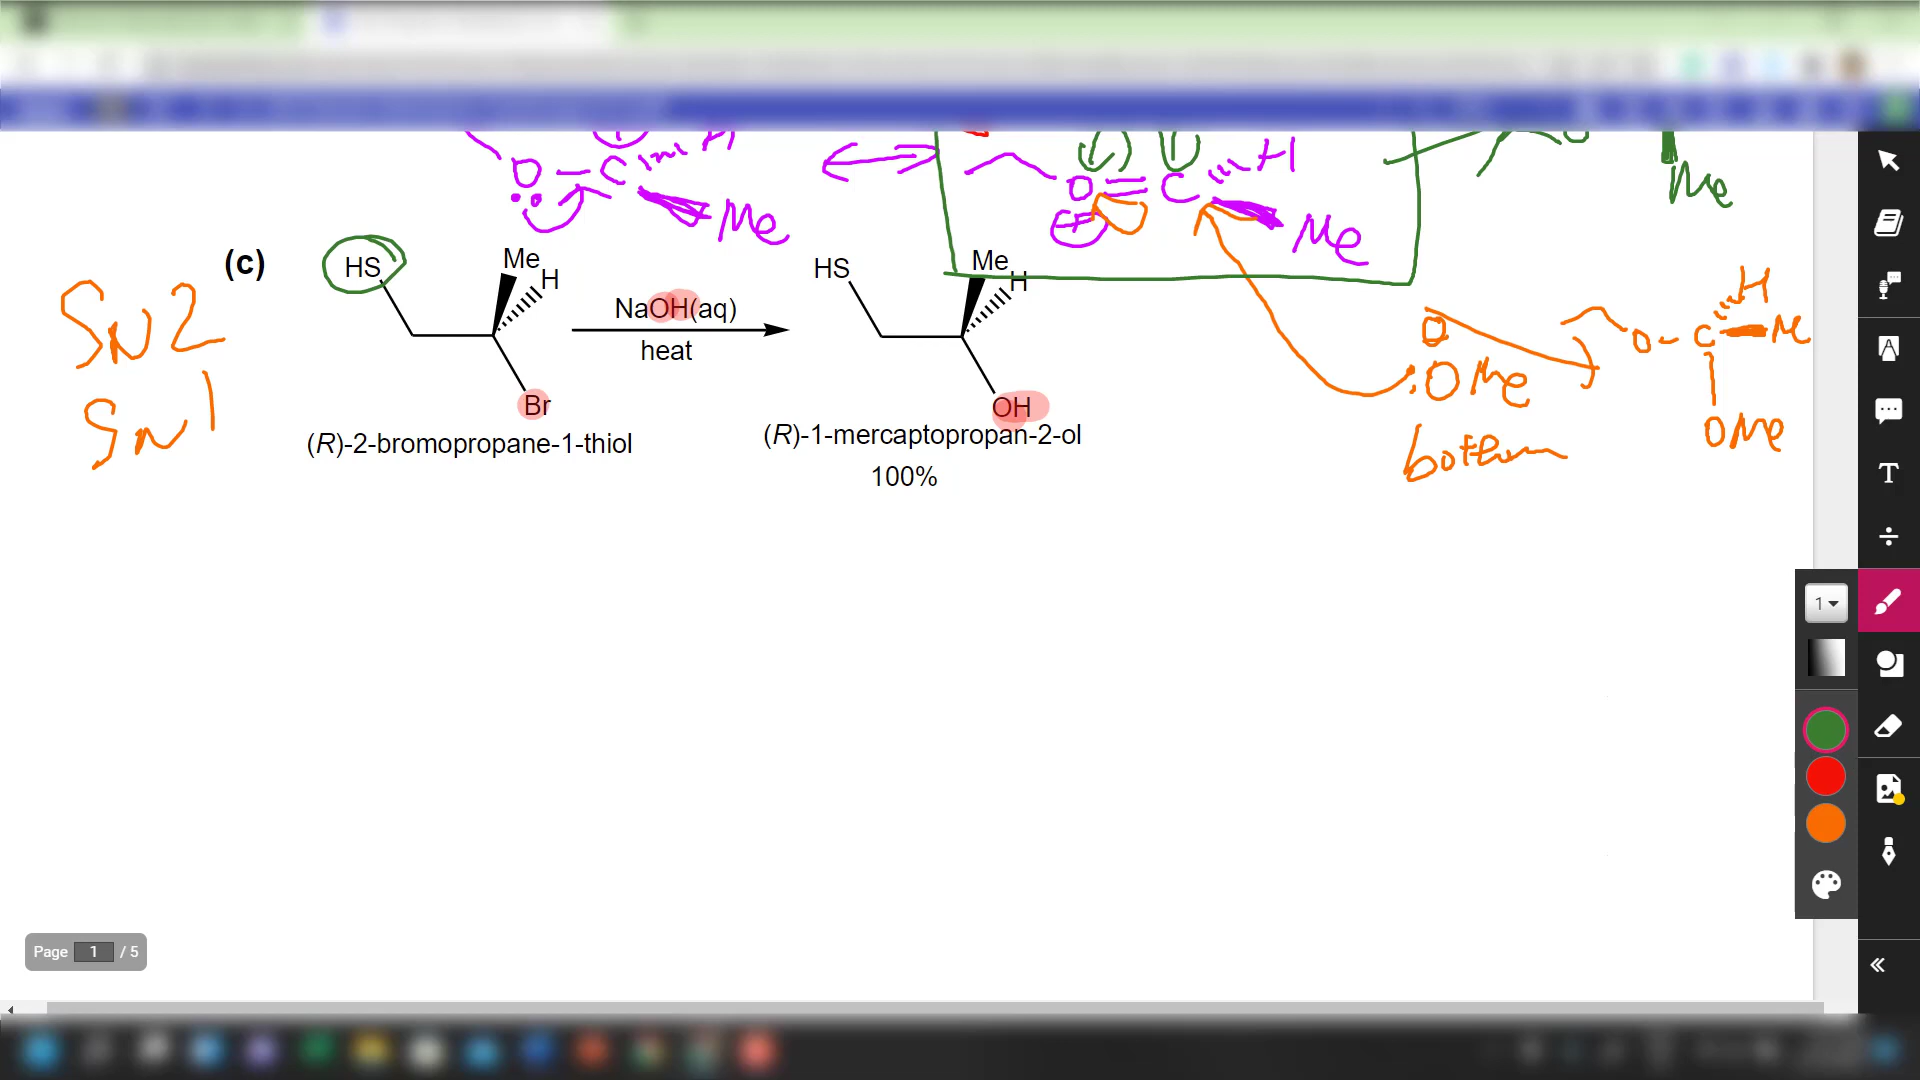 H
O
C
Me
O
C
H
Me
Me
(c)
HS
Me
H
Br
(R)-2-bromopropane-1-thiol
NaOH(aq)
heat
HS
Me
H
OH
(R)-1-mercaptopropan-2-ol
100%
SN2
SN1
:OMe
bottom
O - C
H
M
OMe
1
Page 1 / 5